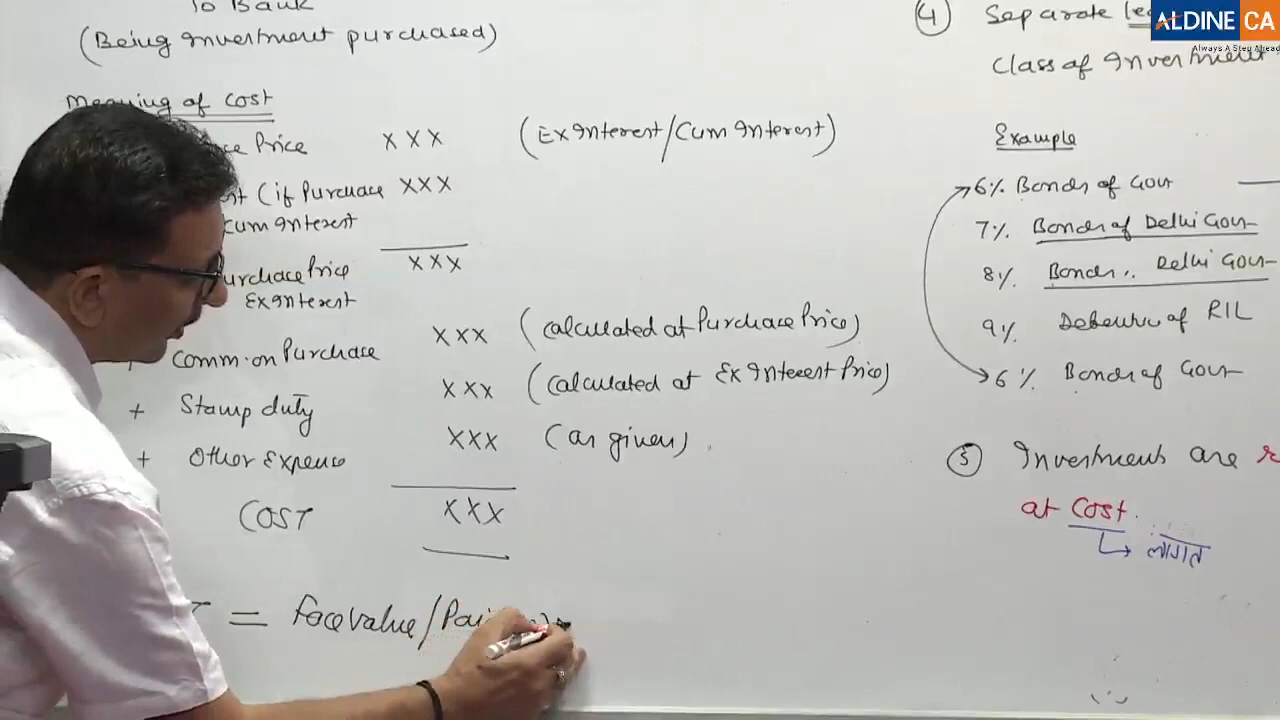 To Bank
(Being Investment purchased)
Meaning of Cost
Price XXX (Ex Interest/Cum Interest)
(if Purchase XXX
Cum Interest
Purchase Price XXX
Ex Interest
Comm. on Purchase XXX (Calculated at Purchase Price)
+ Stamp duty XXX (Calculated at Ex Interest Price)
+ Other Expence XXX (as given)
COST XXX
= Face Value/
④ Separate
Class of Investment
Example
6% Bonds of Govt
7% Bonds of Delhi Govt
8% Bonds ,, Delhi Govt
9% Debenture of RIL
6% Bonds of Govt
⑤ Investments are
at Cost.
लागत
ALDINE CA
Always A Step Ahead